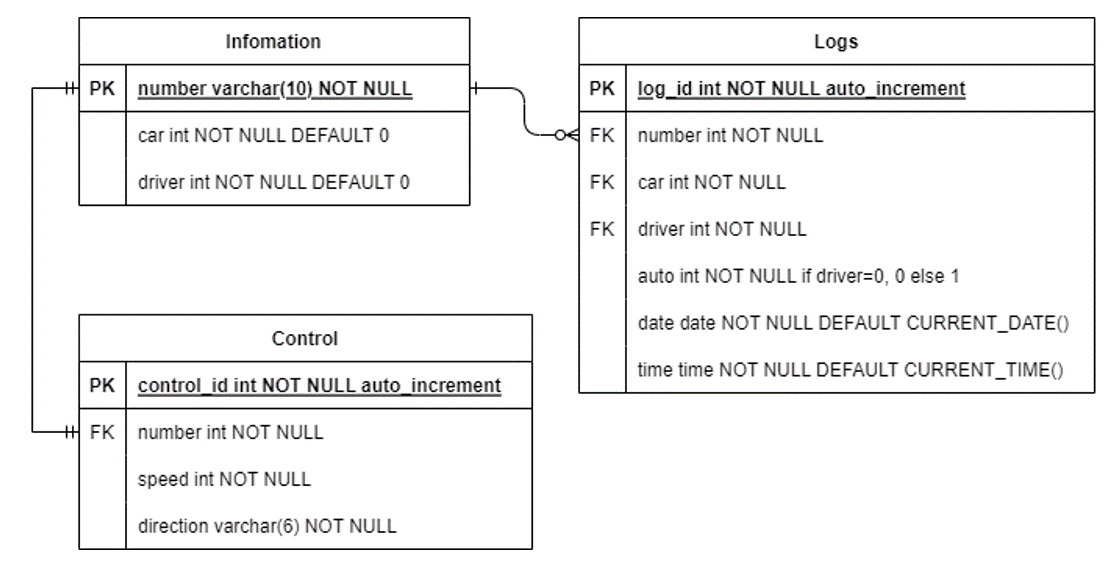 Infomation
PK number varchar(10) NOT NULL
car int NOT NULL DEFAULT 0
driver int NOT NULL DEFAULT 0
Logs
PK log_id int NOT NULL auto_increment
FK number int NOT NULL
FK car int NOT NULL
FK driver int NOT NULL
auto int NOT NULL if driver=0, 0 else 1
date date NOT NULL DEFAULT CURRENT_DATE()
time time NOT NULL DEFAULT CURRENT_TIME()
Control
PK control_id int NOT NULL auto_increment
FK number int NOT NULL
speed int NOT NULL
direction varchar(6) NOT NULL